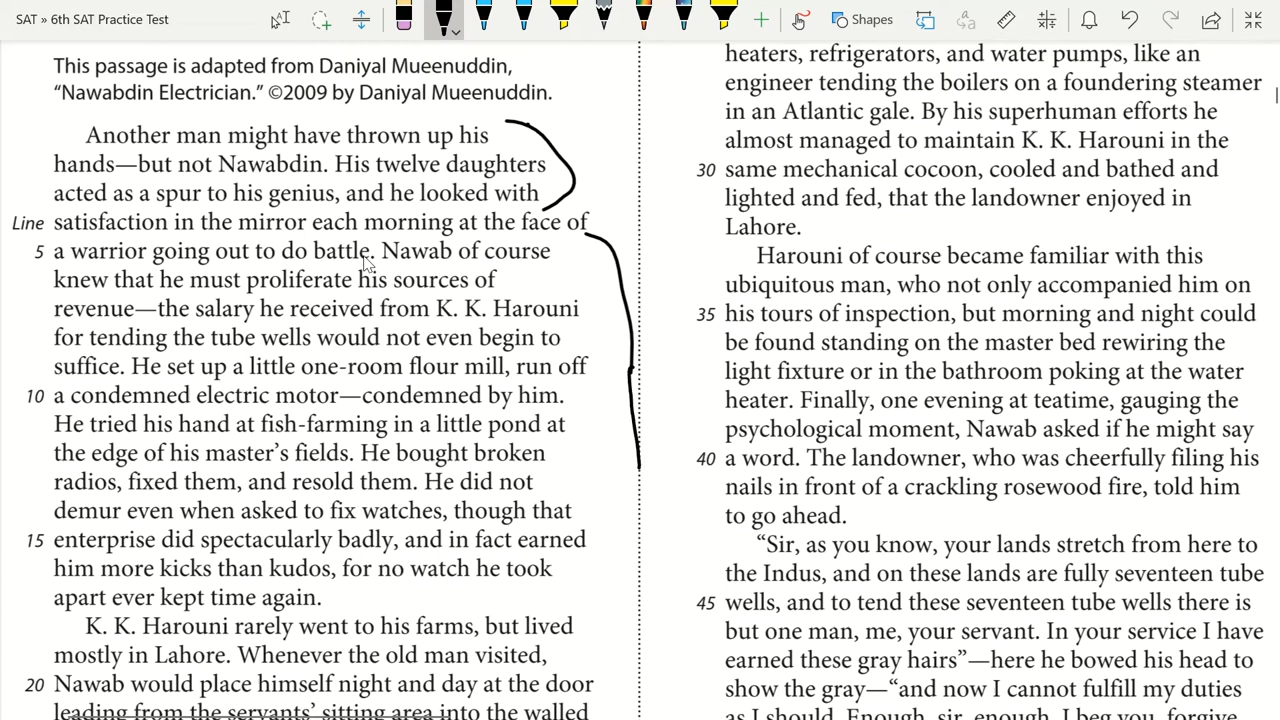 SAT » 6th SAT Practice Test
Shapes
This passage is adapted from Daniyal Mueenuddin,
“Nawabdin Electrician.” ©2009 by Daniyal Mueenuddin.
Another man might have thrown up his
hands—but not Nawabdin. His twelve daughters
acted as a spur to his genius, and he looked with
Line satisfaction in the mirror each morning at the face of
5 a warrior going out to do battle. Nawab of course
knew that he must proliferate his sources of
revenue—the salary he received from K. K. Harouni
for tending the tube wells would not even begin to
suffice. He set up a little one-room flour mill, run off
10 a condemned electric motor—condemned by him.
He tried his hand at fish-farming in a little pond at
the edge of his master’s fields. He bought broken
radios, fixed them, and resold them. He did not
demur even when asked to fix watches, though that
15 enterprise did spectacularly badly, and in fact earned
him more kicks than kudos, for no watch he took
apart ever kept time again.
K. K. Harouni rarely went to his farms, but lived
mostly in Lahore. Whenever the old man visited,
20 Nawab would place himself night and day at the door
leading from the servants’ sitting area into the walled
heaters, refrigerators, and water pumps, like an
engineer tending the boilers on a foundering steamer
in an Atlantic gale. By his superhuman efforts he
almost managed to maintain K. K. Harouni in the
30 same mechanical cocoon, cooled and bathed and
lighted and fed, that the landowner enjoyed in
Lahore.
Harouni of course became familiar with this
ubiquitous man, who not only accompanied him on
35 his tours of inspection, but morning and night could
be found standing on the master bed rewiring the
light fixture or in the bathroom poking at the water
heater. Finally, one evening at teatime, gauging the
psychological moment, Nawab asked if he might say
40 a word. The landowner, who was cheerfully filing his
nails in front of a crackling rosewood fire, told him
to go ahead.
“Sir, as you know, your lands stretch from here to
the Indus, and on these lands are fully seventeen tube
45 wells, and to tend these seventeen tube wells there is
but one man, me, your servant. In your service I have
earned these gray hairs”—here he bowed his head to
show the gray—“and now I cannot fulfill my duties
as I should. Enough, sir, enough. I beg you, forgive